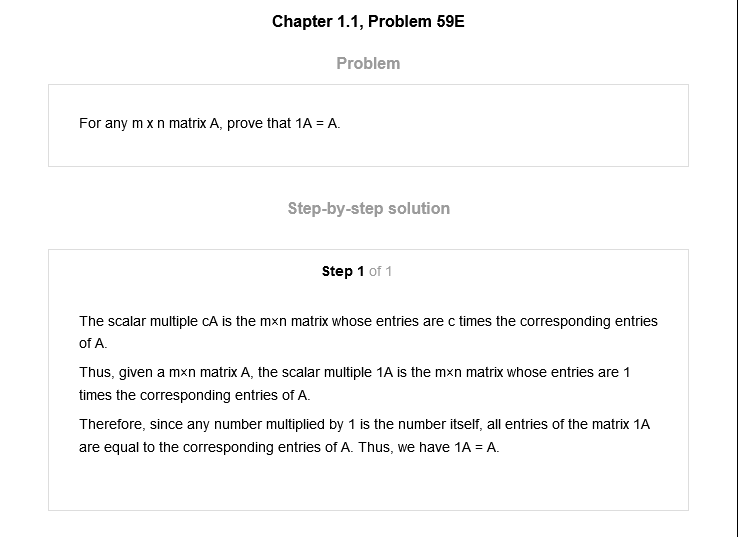 Chapter 1.1, Problem 59E
Problem
For any m x n matrix A, prove that 1A = A.
Step-by-step solution
Step 1 of 1
The scalar multiple cA is the m×n matrix whose entries are c times the corresponding entries
of A.
Thus, given a m×n matrix A, the scalar multiple 1A is the m×n matrix whose entries are 1
times the corresponding entries of A.
Therefore, since any number multiplied by 1 is the number itself, all entries of the matrix 1A
are equal to the corresponding entries of A. Thus, we have 1A = A.